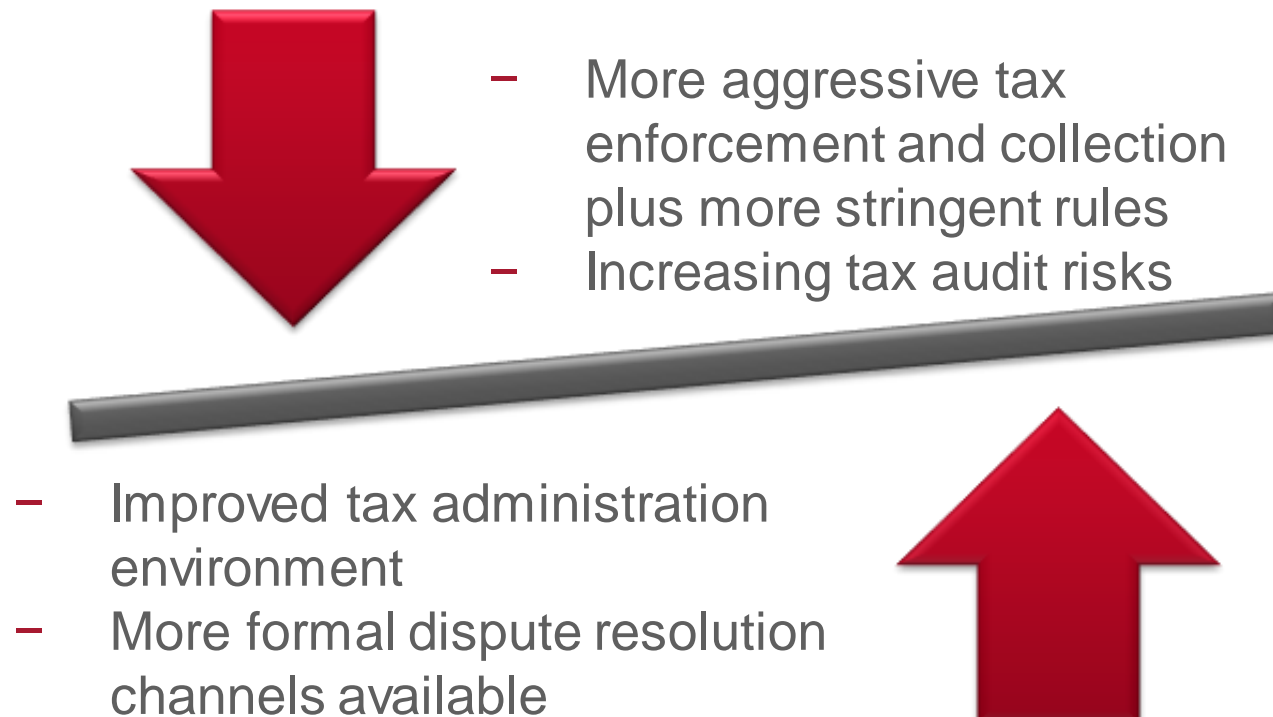 − More aggressive tax
enforcement and collection
plus more stringent rules
− Increasing tax audit risks
− Improved tax administration
environment
− More formal dispute resolution
channels available